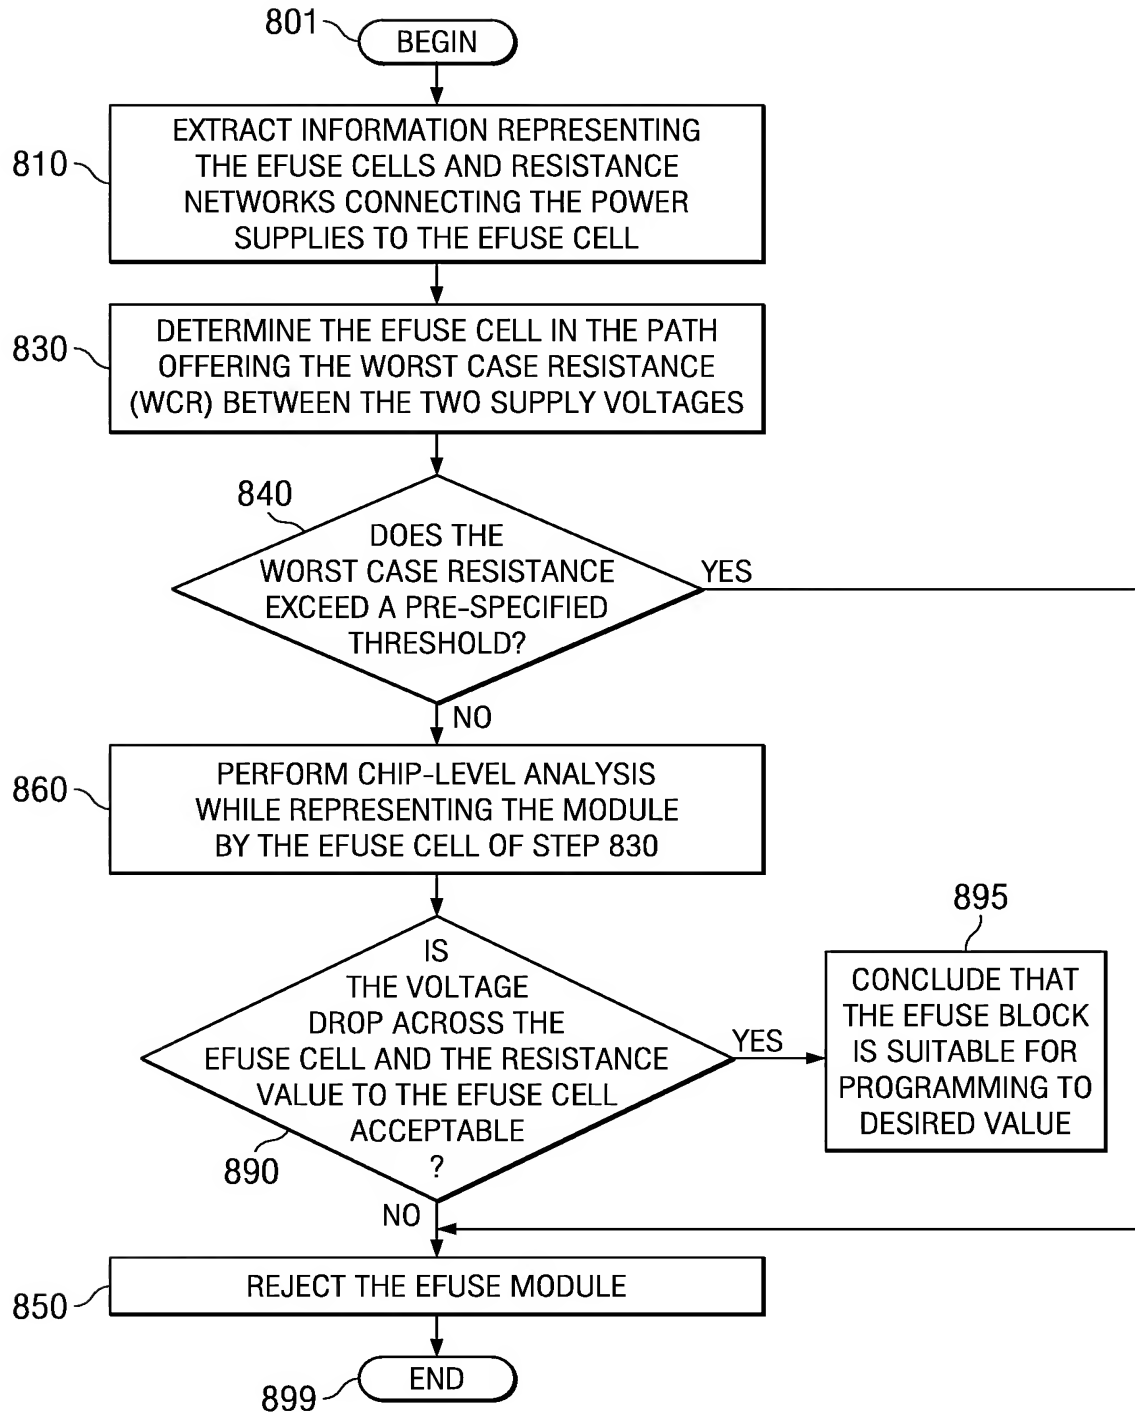 801
BEGIN
810
EXTRACT INFORMATION REPRESENTING
THE EFUSE CELLS AND RESISTANCE
NETWORKS CONNECTING THE POWER
SUPPLIES TO THE EFUSE CELL
830
DETERMINE THE EFUSE CELL IN THE PATH
OFFERING THE WORST CASE RESISTANCE
(WCR) BETWEEN THE TWO SUPPLY VOLTAGES
840
DOES THE
WORST CASE RESISTANCE
EXCEED A PRE-SPECIFIED
THRESHOLD?
YES
NO
860
PERFORM CHIP-LEVEL ANALYSIS
WHILE REPRESENTING THE MODULE
BY THE EFUSE CELL OF STEP 830
IS
THE VOLTAGE
DROP ACROSS THE
EFUSE CELL AND THE RESISTANCE
VALUE TO THE EFUSE CELL
ACCEPTABLE
?
890
YES
895
CONCLUDE THAT
THE EFUSE BLOCK
IS SUITABLE FOR
PROGRAMMING TO
DESIRED VALUE
NO
850
REJECT THE EFUSE MODULE
899
END